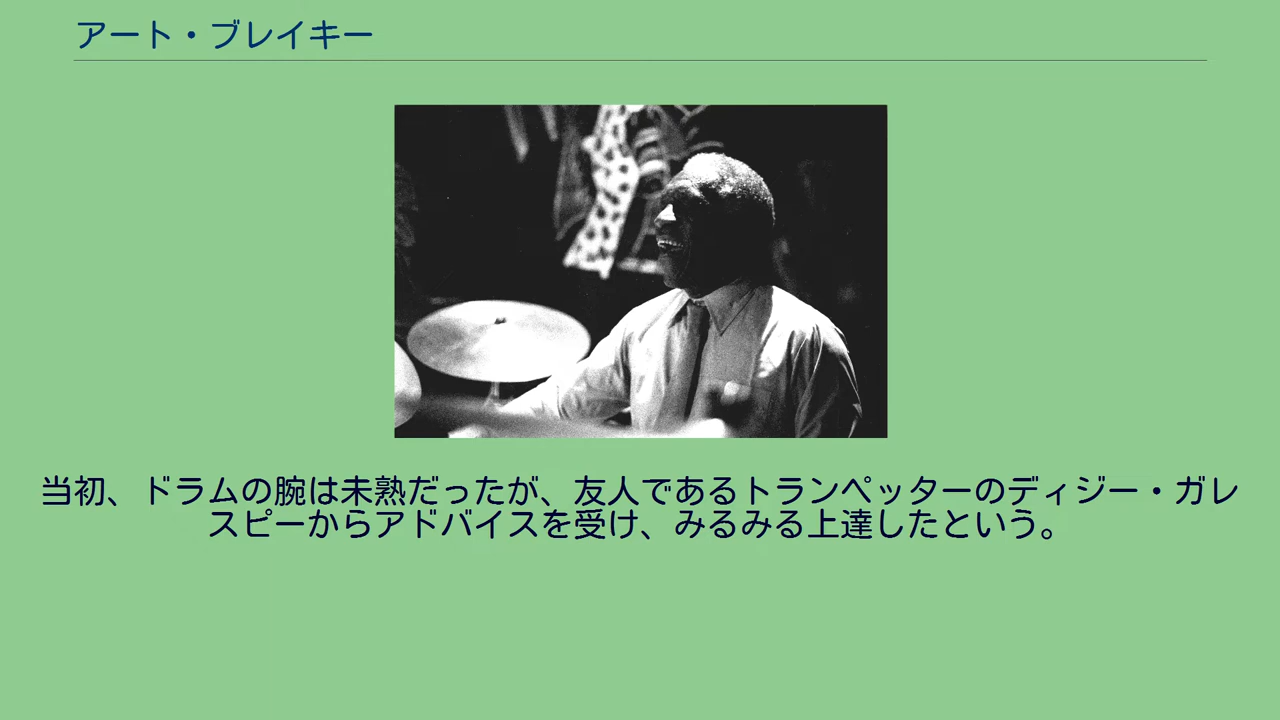 アート・ブレイキー
当初、ドラムの腕は未熟だったが、友人であるトランペッターのディジー・ガレ
スピーからアドバイスを受け、みるみる上達したという。